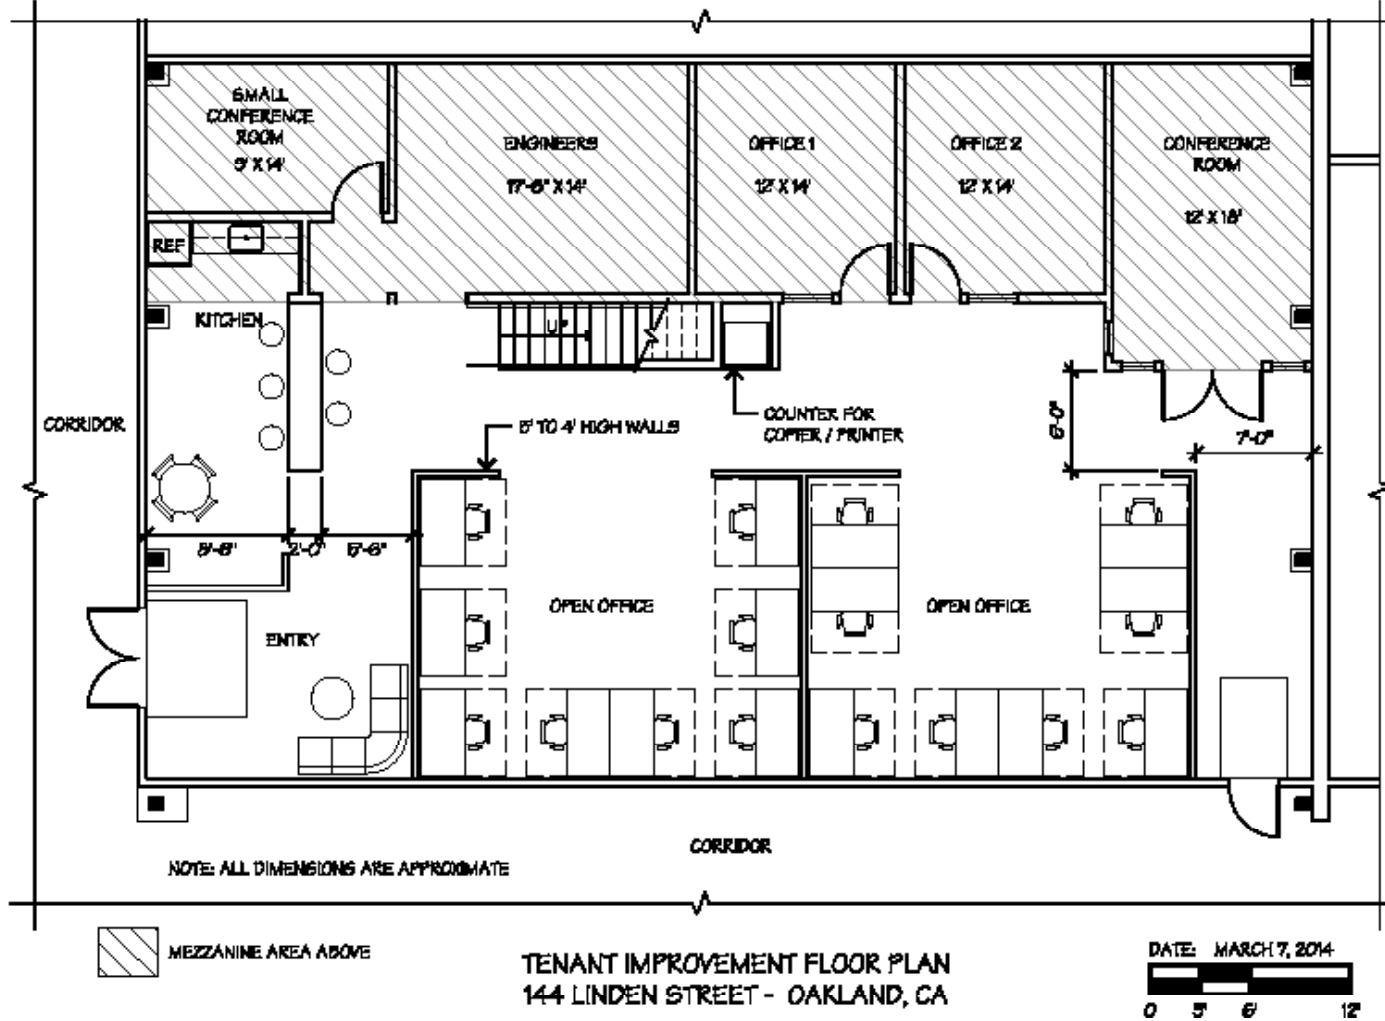 SMALL
CONFERENCE
ROOM
9' X 14'
ENGINEERS
17'-6" X 14'
OFFICE 1
12' X 14'
OFFICE 2
12' X 14'
CONFERENCE
ROOM
12' X 18'
REF
KITCHEN
UP
CORRIDOR
TO 4' HIGH WALLS
COUNTER FOR
COPIER / PRINTER
6'-0"
7'-0"
8'-6"
2'-0"
5'-6"
ENTRY
OPEN OFFICE
OPEN OFFICE
CORRIDOR
NOTE: ALL DIMENSIONS ARE APPROXIMATE
MEZZANINE AREA ABOVE
TENANT IMPROVEMENT FLOOR PLAN
144 LINDEN STREET - OAKLAND, CA
DATE: MARCH 7, 2014
0 3' 6' 12'